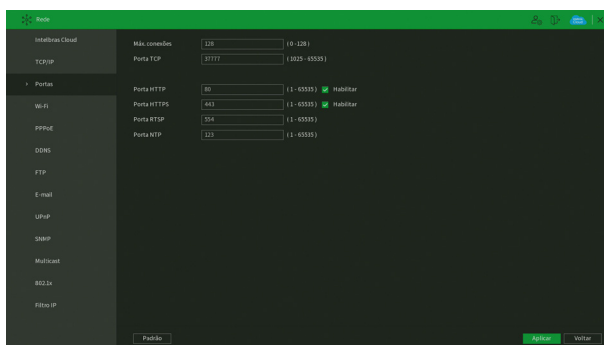 Rede
Intelbras Cloud
TCP/IP
Portas
Wi-Fi
PPPoE
DDNS
FTP
E-mail
UPnP
SNMP
Multicast
802.1x
Filtro IP
Máx. conexões 128 (0-128)
Porta TCP 37777 (1025-65535)
Porta HTTP 80 (1-65535) Habilitar
Porta HTTPS 443 (1-65535) Habilitar
Porta RTSP 554 (1-65535)
Porta NTP 123 (1-65535)
Padrão Aplicar Voltar